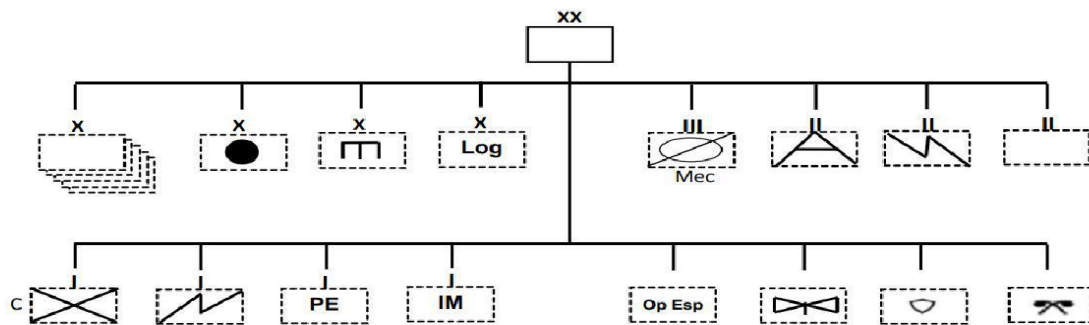 XX
X X X X III II II II
Log
Mec
I I I I
C PE IM Op Esp